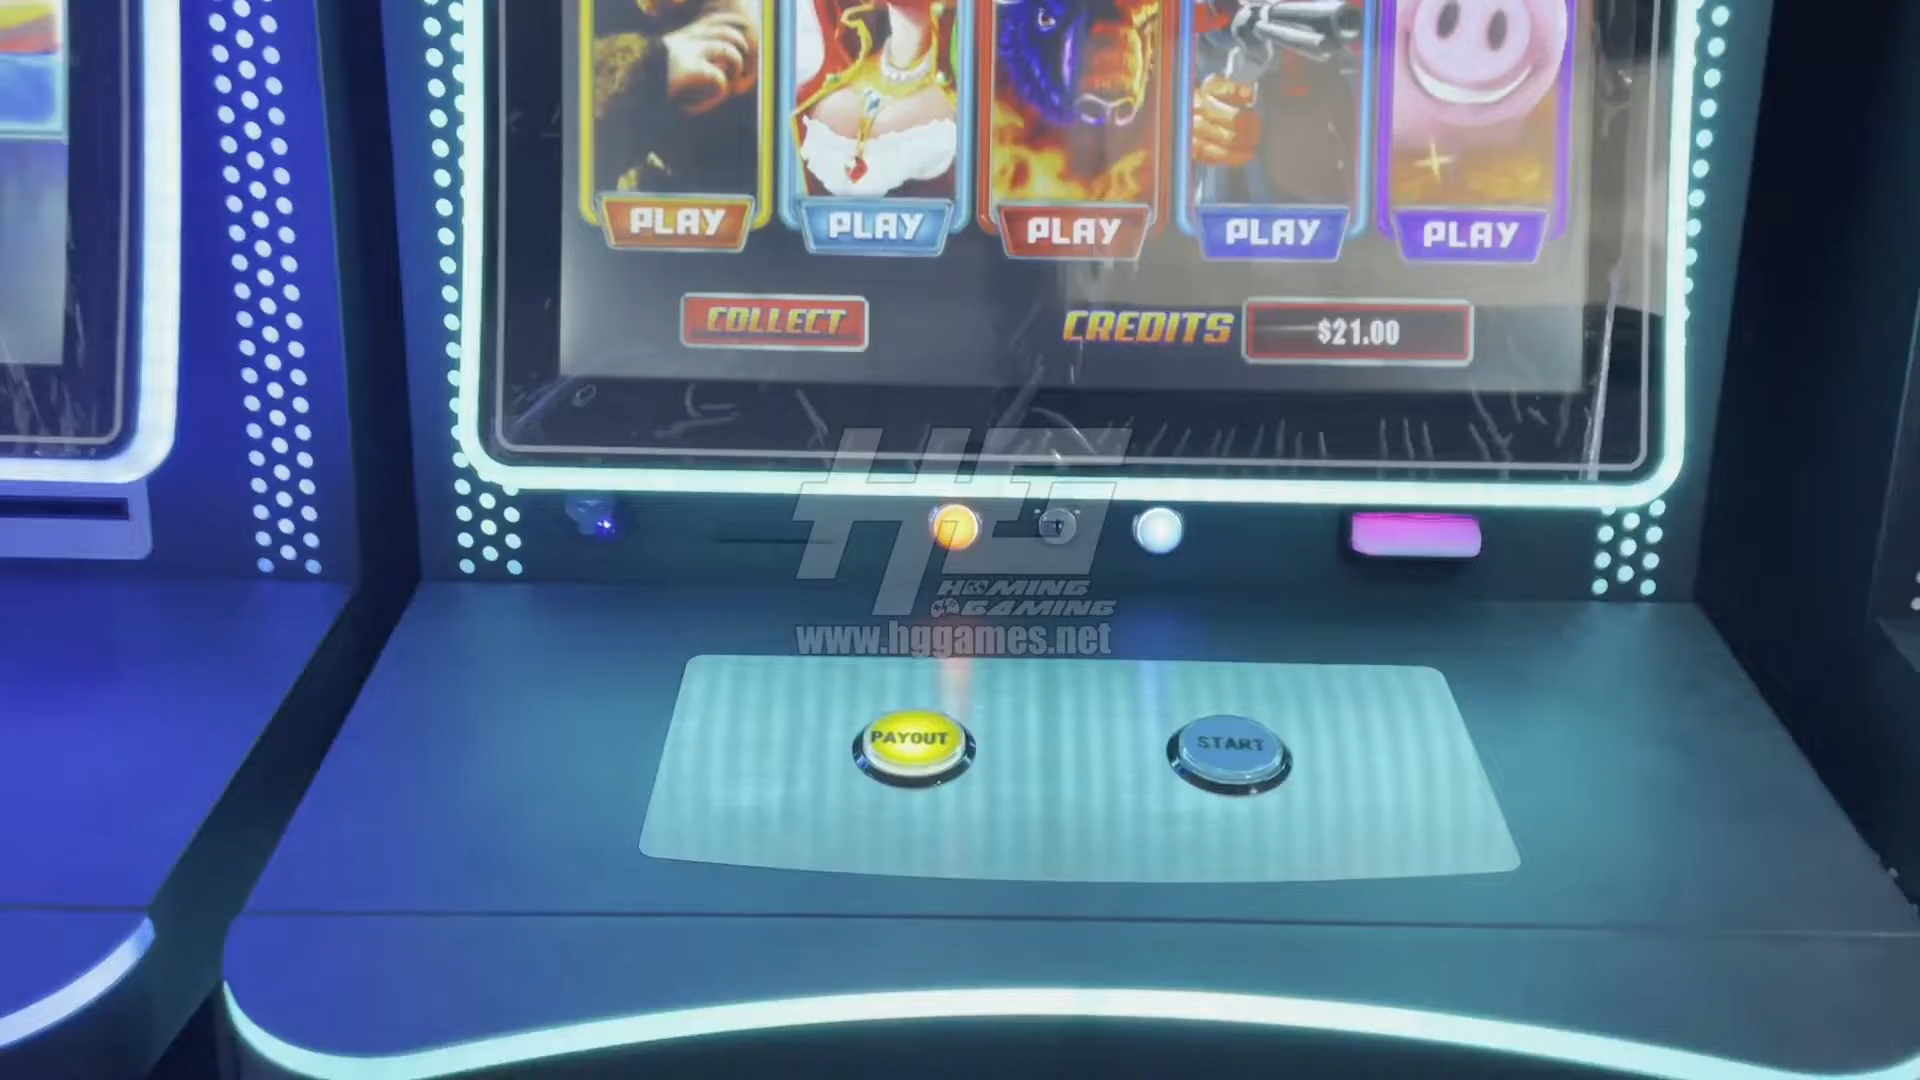 PLAY
PLAY
PLAY
PLAY
PLAY
COLLECT
CREDITS
$21.00
HG
HOMING
GAMING
www.hggames.net
PAYOUT
START